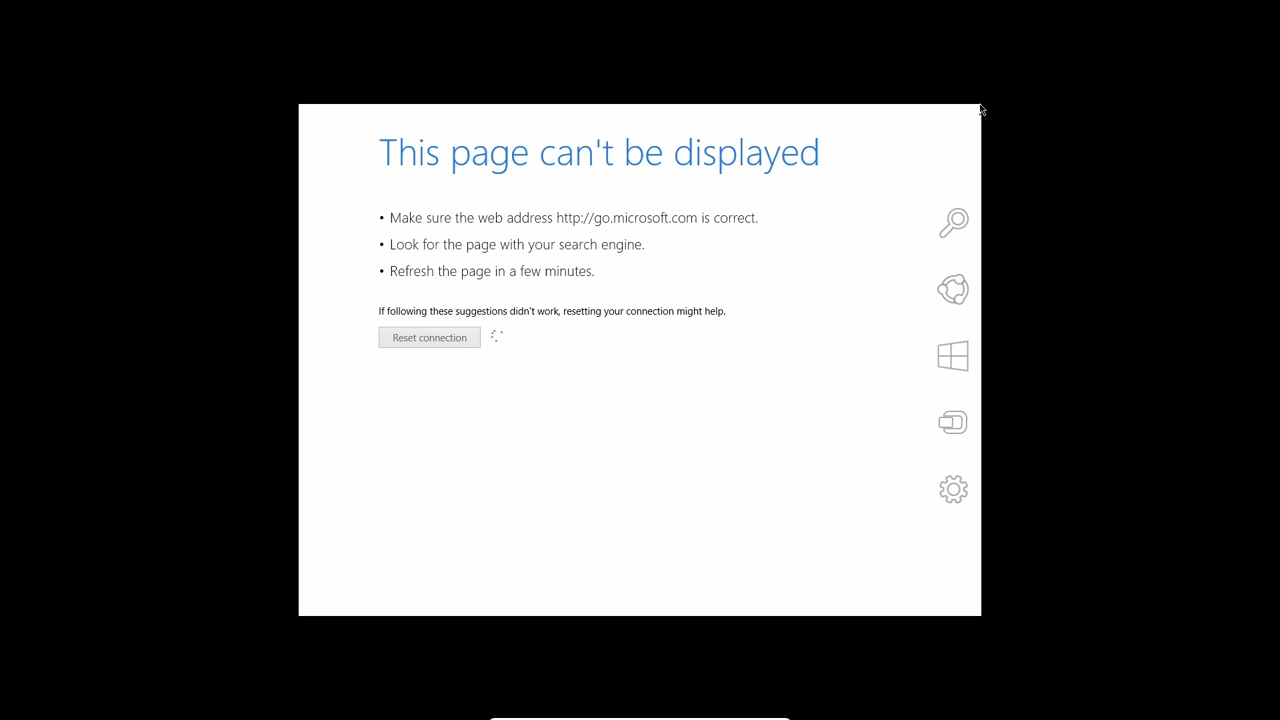 This page can't be displayed
• Make sure the web address http://go.microsoft.com is correct.
• Look for the page with your search engine.
• Refresh the page in a few minutes.
If following these suggestions didn't work, resetting your connection might help.
Reset connection